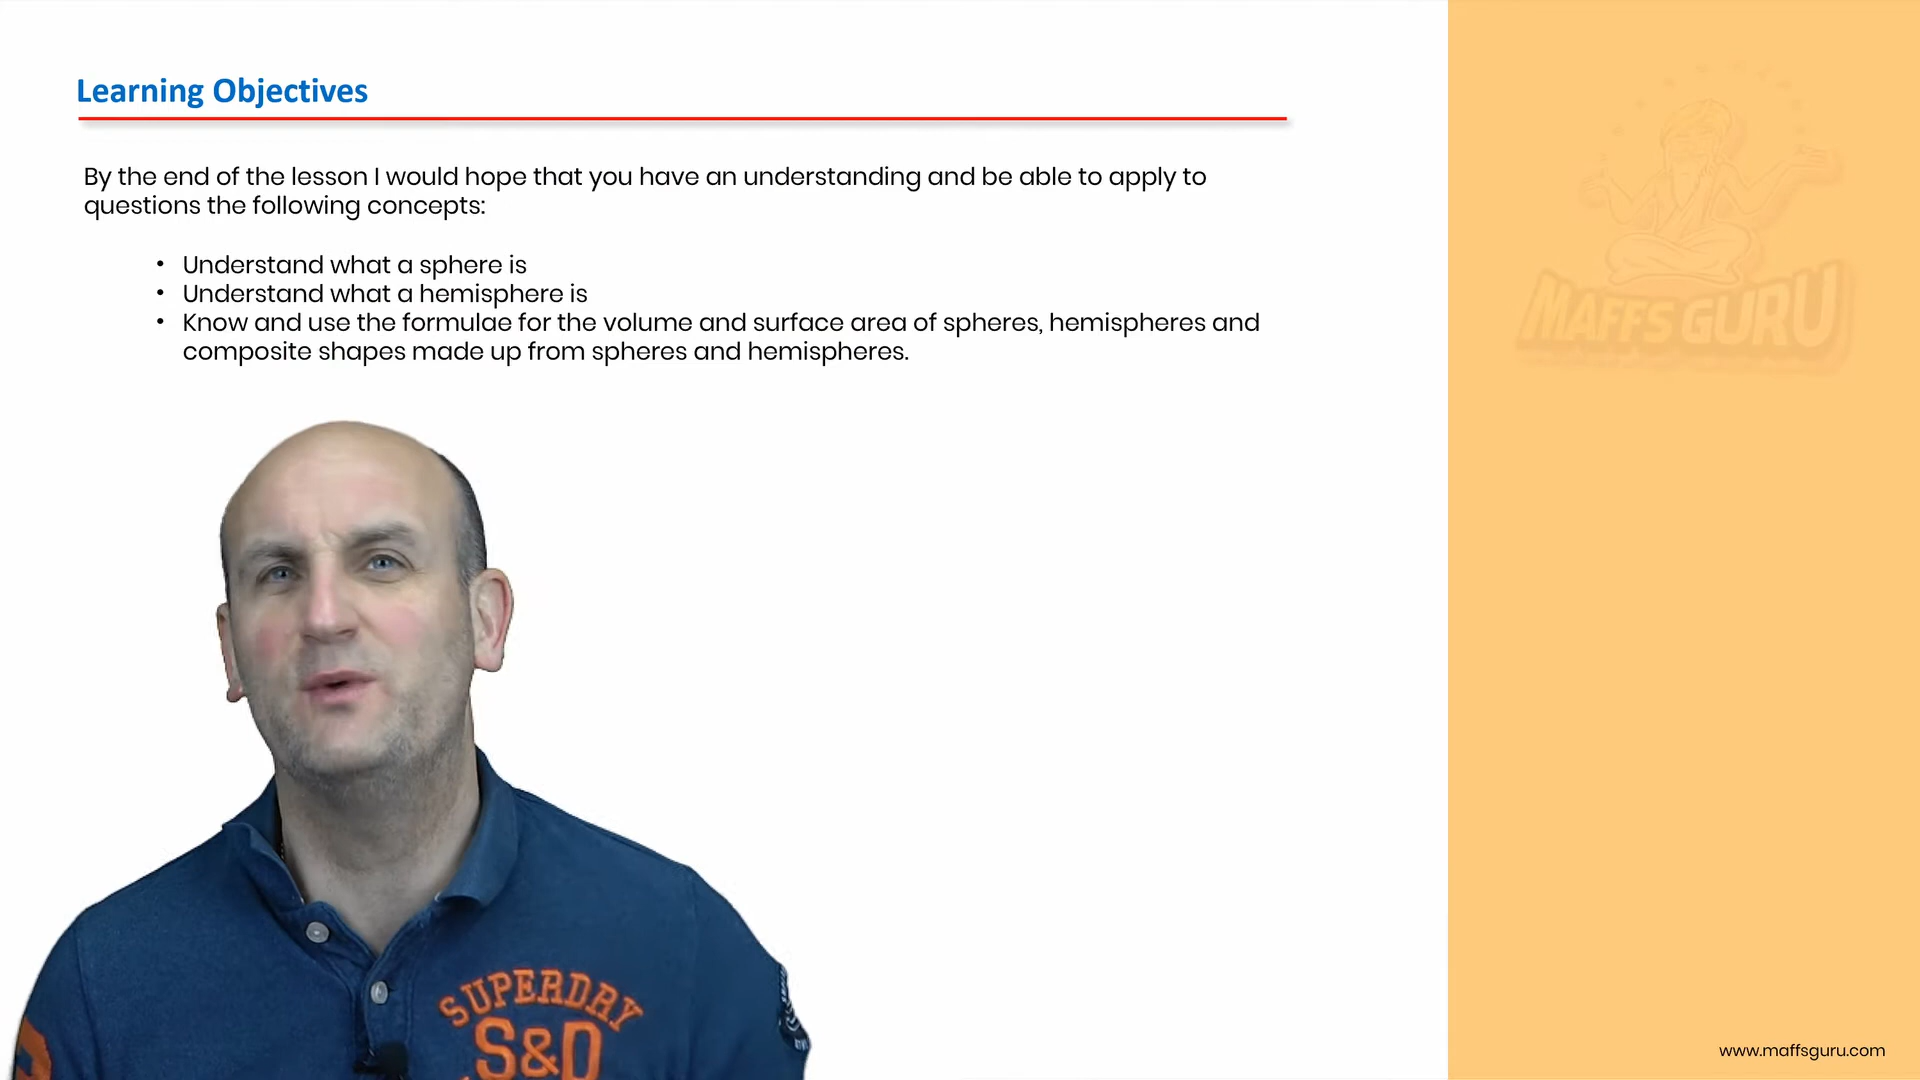 Learning Objectives
By the end of the lesson I would hope that you have an understanding and be able to apply to
questions the following concepts:
• Understand what a sphere is
• Understand what a hemisphere is
• Know and use the formulae for the volume and surface area of spheres, hemispheres and
composite shapes made up from spheres and hemispheres.
MAFFS GURU
SUPERDRY
S&D
www.maffsguru.com